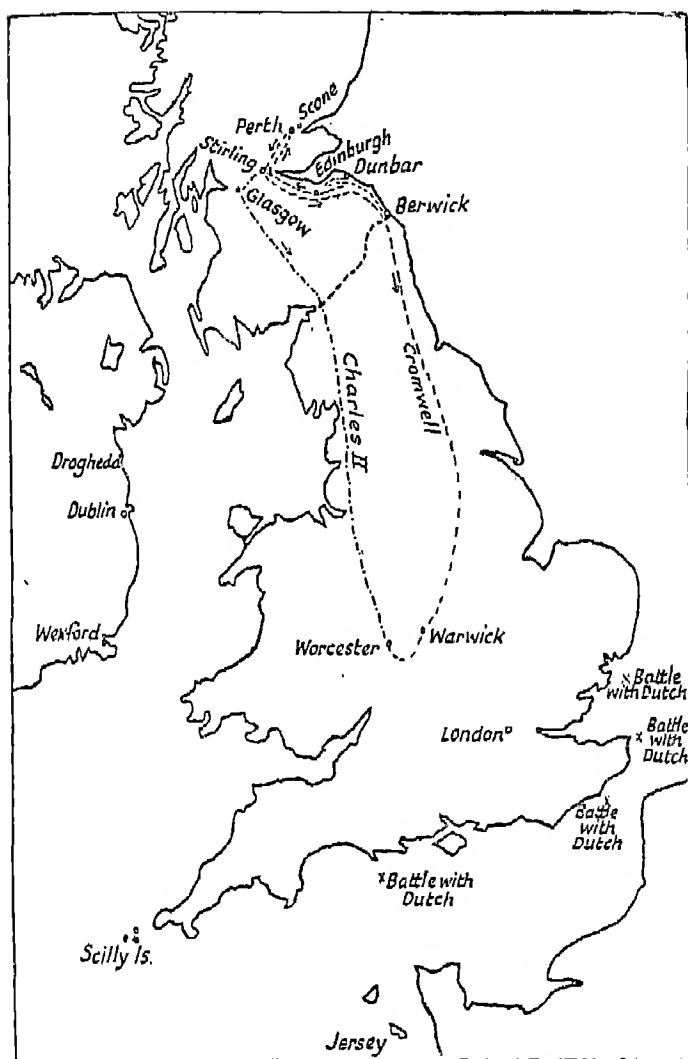 Scone
Perth
Edinburgh
Stirling
Dunbar
Glasgow
Berwick
Charles II
Cromwell
Drogheda
Dublin
Wexford
Worcester
Warwick
Battle
with Dutch
London
Battle
with
Dutch
Battle
with
Dutch
Battle with
Dutch
Scilly Is.
Jersey